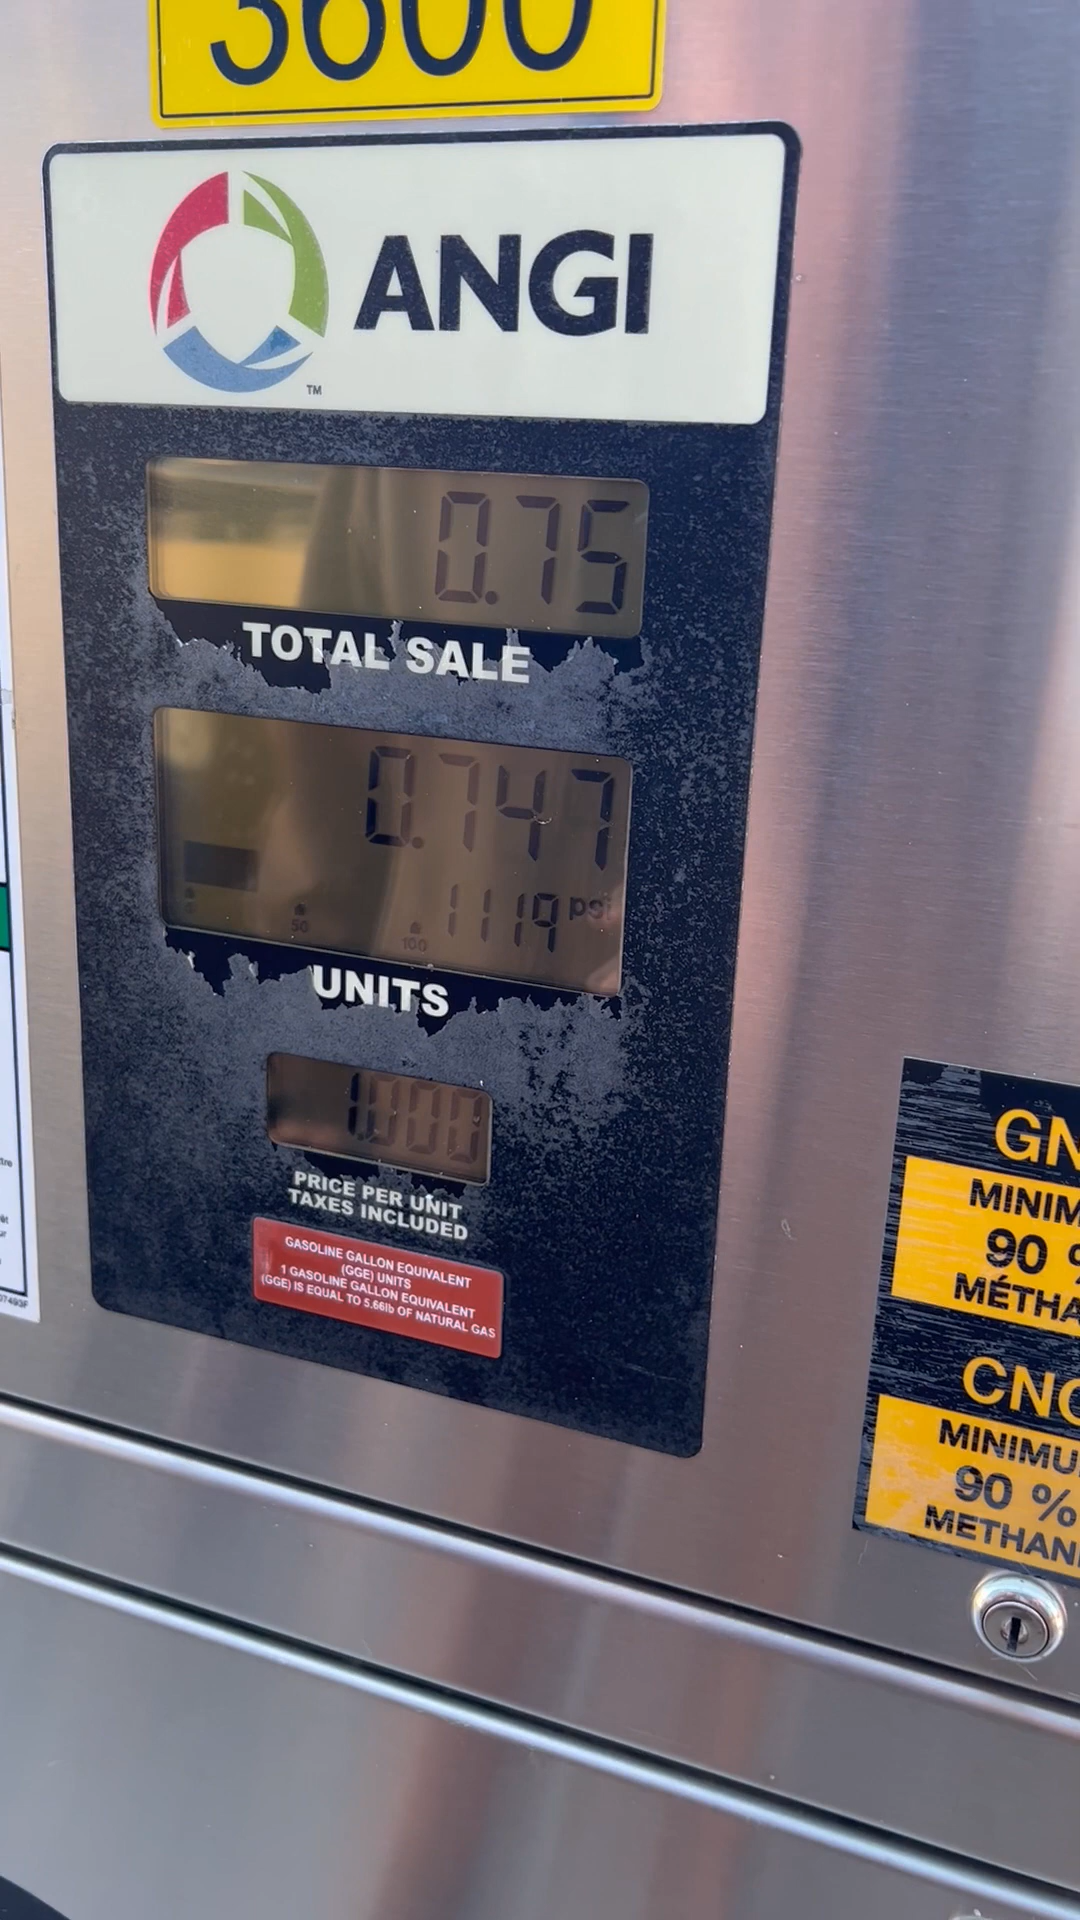 3600
ANGI
TM
0.75
TOTAL SALE
0.747
1119 psi
0 50 100
UNITS
1.000
PRICE PER UNIT
TAXES INCLUDED
GASOLINE GALLON EQUIVALENT
(GGE) UNITS
1 GASOLINE GALLON EQUIVALENT
(GGE) IS EQUAL TO 5.66lb OF NATURAL GAS
GN
MINIM
90 %
MÉTHA
CNG
MINIMU
90 %
METHAN